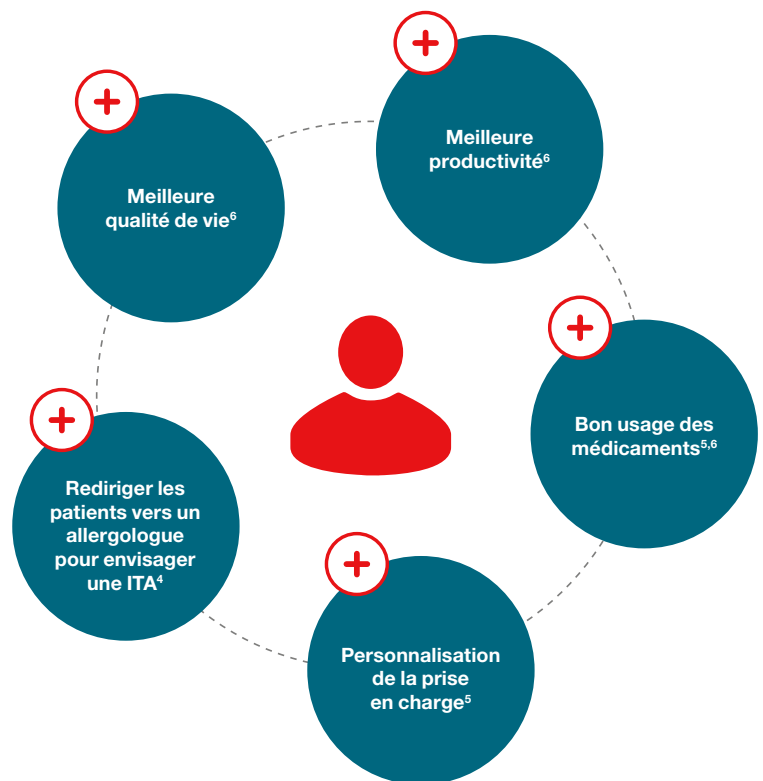 Meilleure
productivité⁶
Meilleure
qualité de vie⁶
Bon usage des
médicaments⁵,⁶
Rediriger les
patients vers un
allergologue
pour envisager
une ITA⁴
Personnalisation
de la prise
en charge⁵